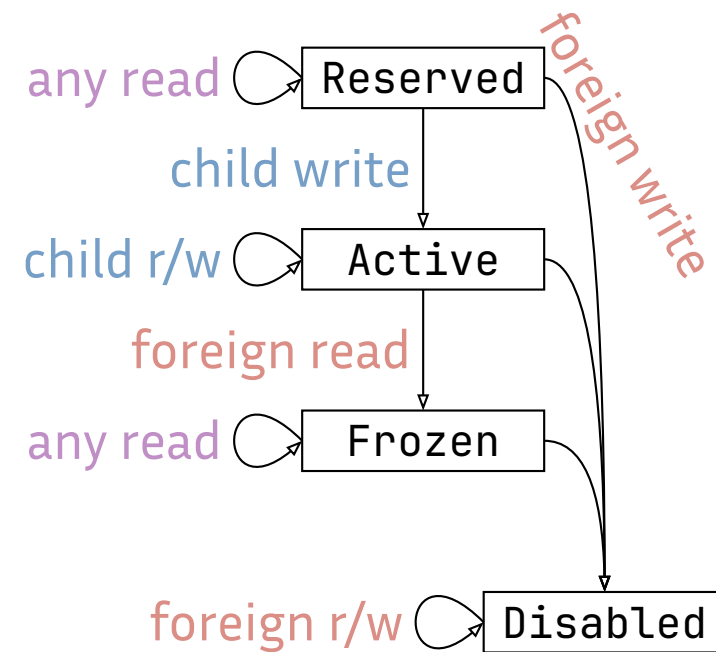 any read
Reserved
foreign write
child write
child r/w
Active
foreign read
any read
Frozen
foreign r/w
Disabled